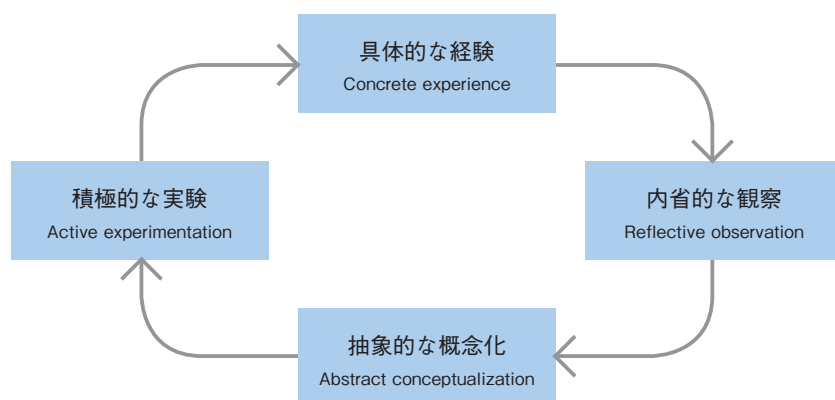 具体的な経験
Concrete experience
積極的な実験
Active experimentation
内省的な観察
Reflective observation
抽象的な概念化
Abstract conceptualization